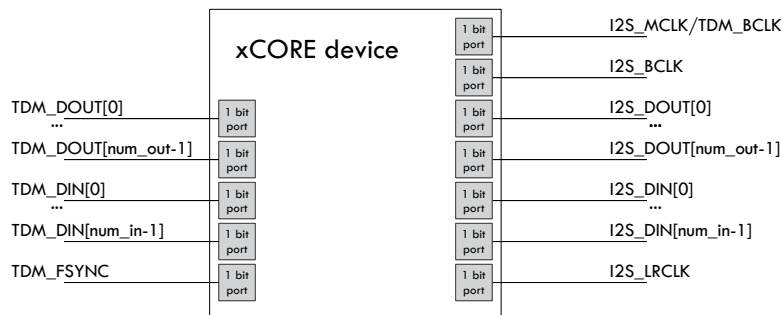 xCORE device
TDM_DOUT[0]
...
TDM_DOUT[num_out-1]
TDM_DIN[0]
...
TDM_DIN[num_in-1]
TDM_FSYNC
1 bit
port
1 bit
port
1 bit
port
1 bit
port
1 bit
port
1 bit
port
1 bit
port
1 bit
port
1 bit
port
1 bit
port
1 bit
port
1 bit
port
I2S_MCLK/TDM_BCLK
I2S_BCLK
I2S_DOUT[0]
...
I2S_DOUT[num_out-1]
I2S_DIN[0]
...
I2S_DIN[num_in-1]
I2S_LRCLK